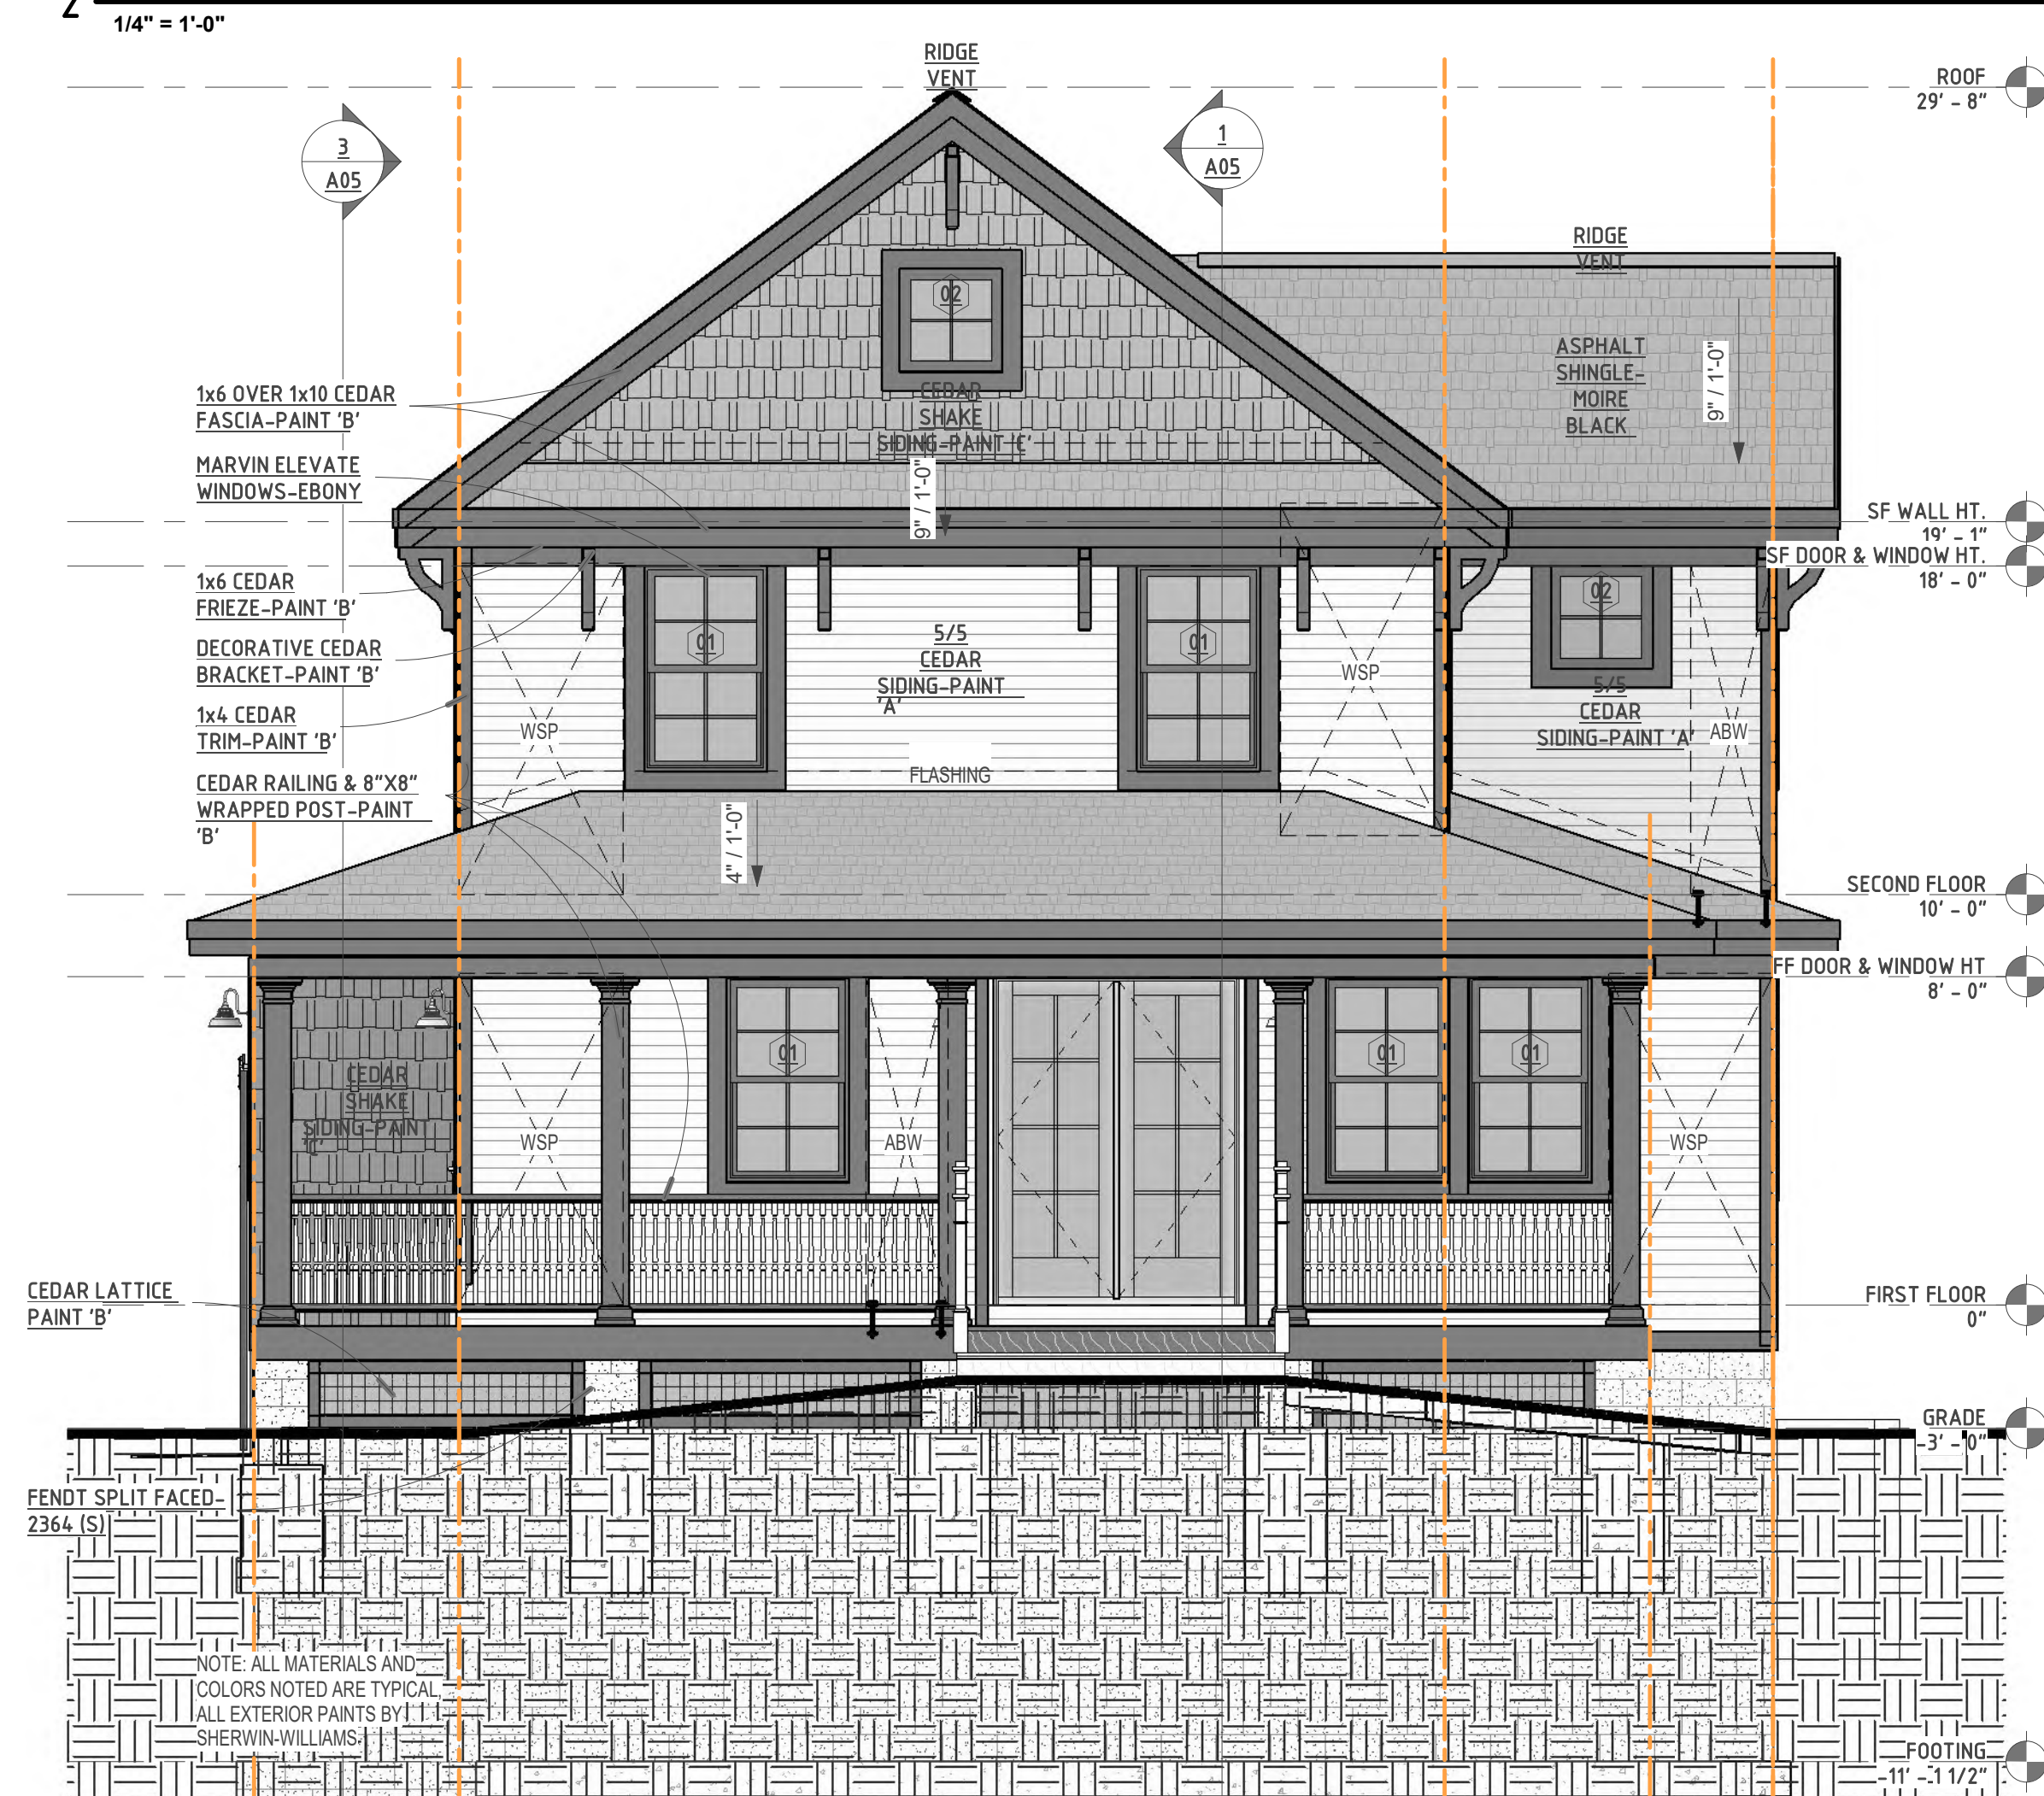 2
1/4" = 1'-0"
RIDGE
VENT
ROOF
29' - 8"
3
A05
1
A05
RIDGE
VENT
02
ASPHALT
SHINGLE-
MOIRE
BLACK
9" / 1'-0"
1x6 OVER 1x10 CEDAR
FASCIA-PAINT 'B'
CEDAR
SHAKE
SIDING-PAINT 'C'
9" / 1'-0"
MARVIN ELEVATE
WINDOWS-EBONY
SF WALL HT.
19' - 1"
SF DOOR & WINDOW HT.
18' - 0"
1x6 CEDAR
FRIEZE-PAINT 'B'
DECORATIVE CEDAR
BRACKET-PAINT 'B'
1x4 CEDAR
TRIM-PAINT 'B'
CEDAR RAILING & 8"X8"
WRAPPED POST-PAINT
'B'
WSP
01
5/5
CEDAR
SIDING-PAINT
'A'
01
WSP
02
5/5
CEDAR
SIDING-PAINT 'A'
ABW
FLASHING
4" / 1'-0"
SECOND FLOOR
10' - 0"
FF DOOR & WINDOW HT
8' - 0"
CEDAR
SHAKE
SIDING-PAINT
'C'
WSP
01
ABW
01
01
WSP
CEDAR LATTICE
PAINT 'B'
FIRST FLOOR
0"
GRADE
-3' - 0"
FENDT SPLIT FACED-
2364 (S)
NOTE: ALL MATERIALS AND
COLORS NOTED ARE TYPICAL,
ALL EXTERIOR PAINTS BY
SHERWIN-WILLIAMS.
FOOTING
-11' - 1 1/2"